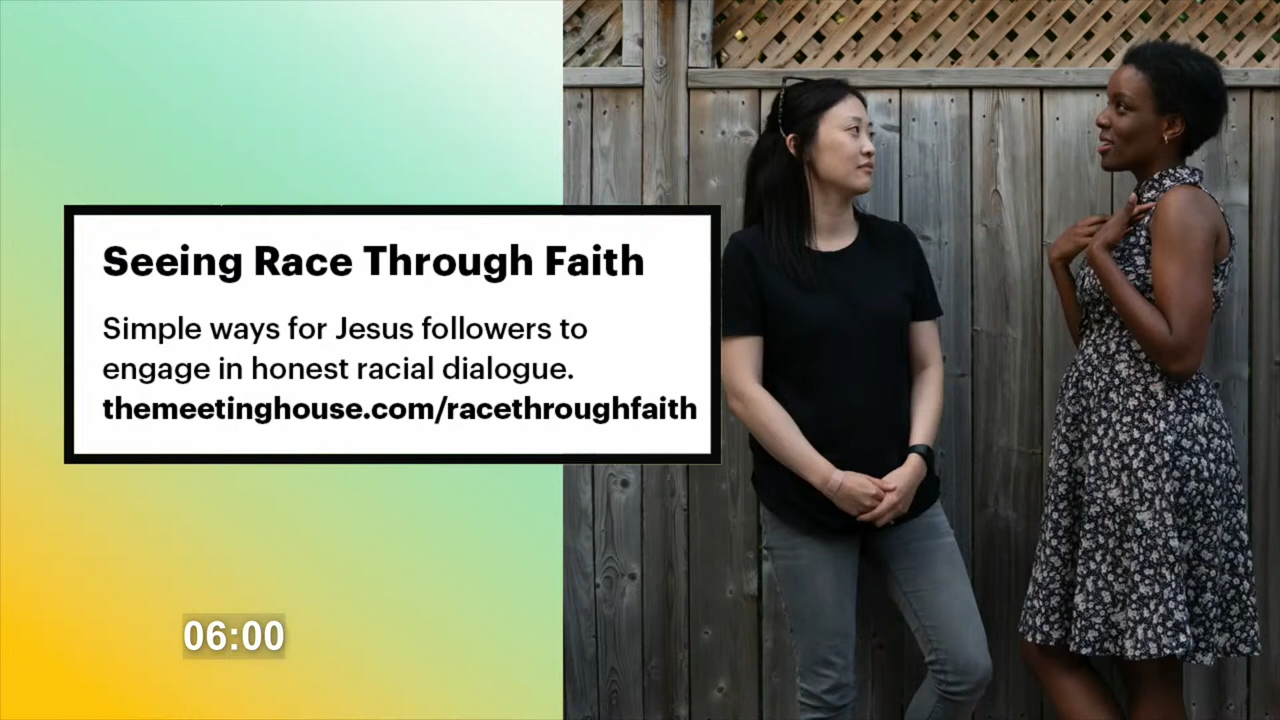 Seeing Race Through Faith
Simple ways for Jesus followers to
engage in honest racial dialogue.
themeetinghouse.com/racethroughfaith
06:00